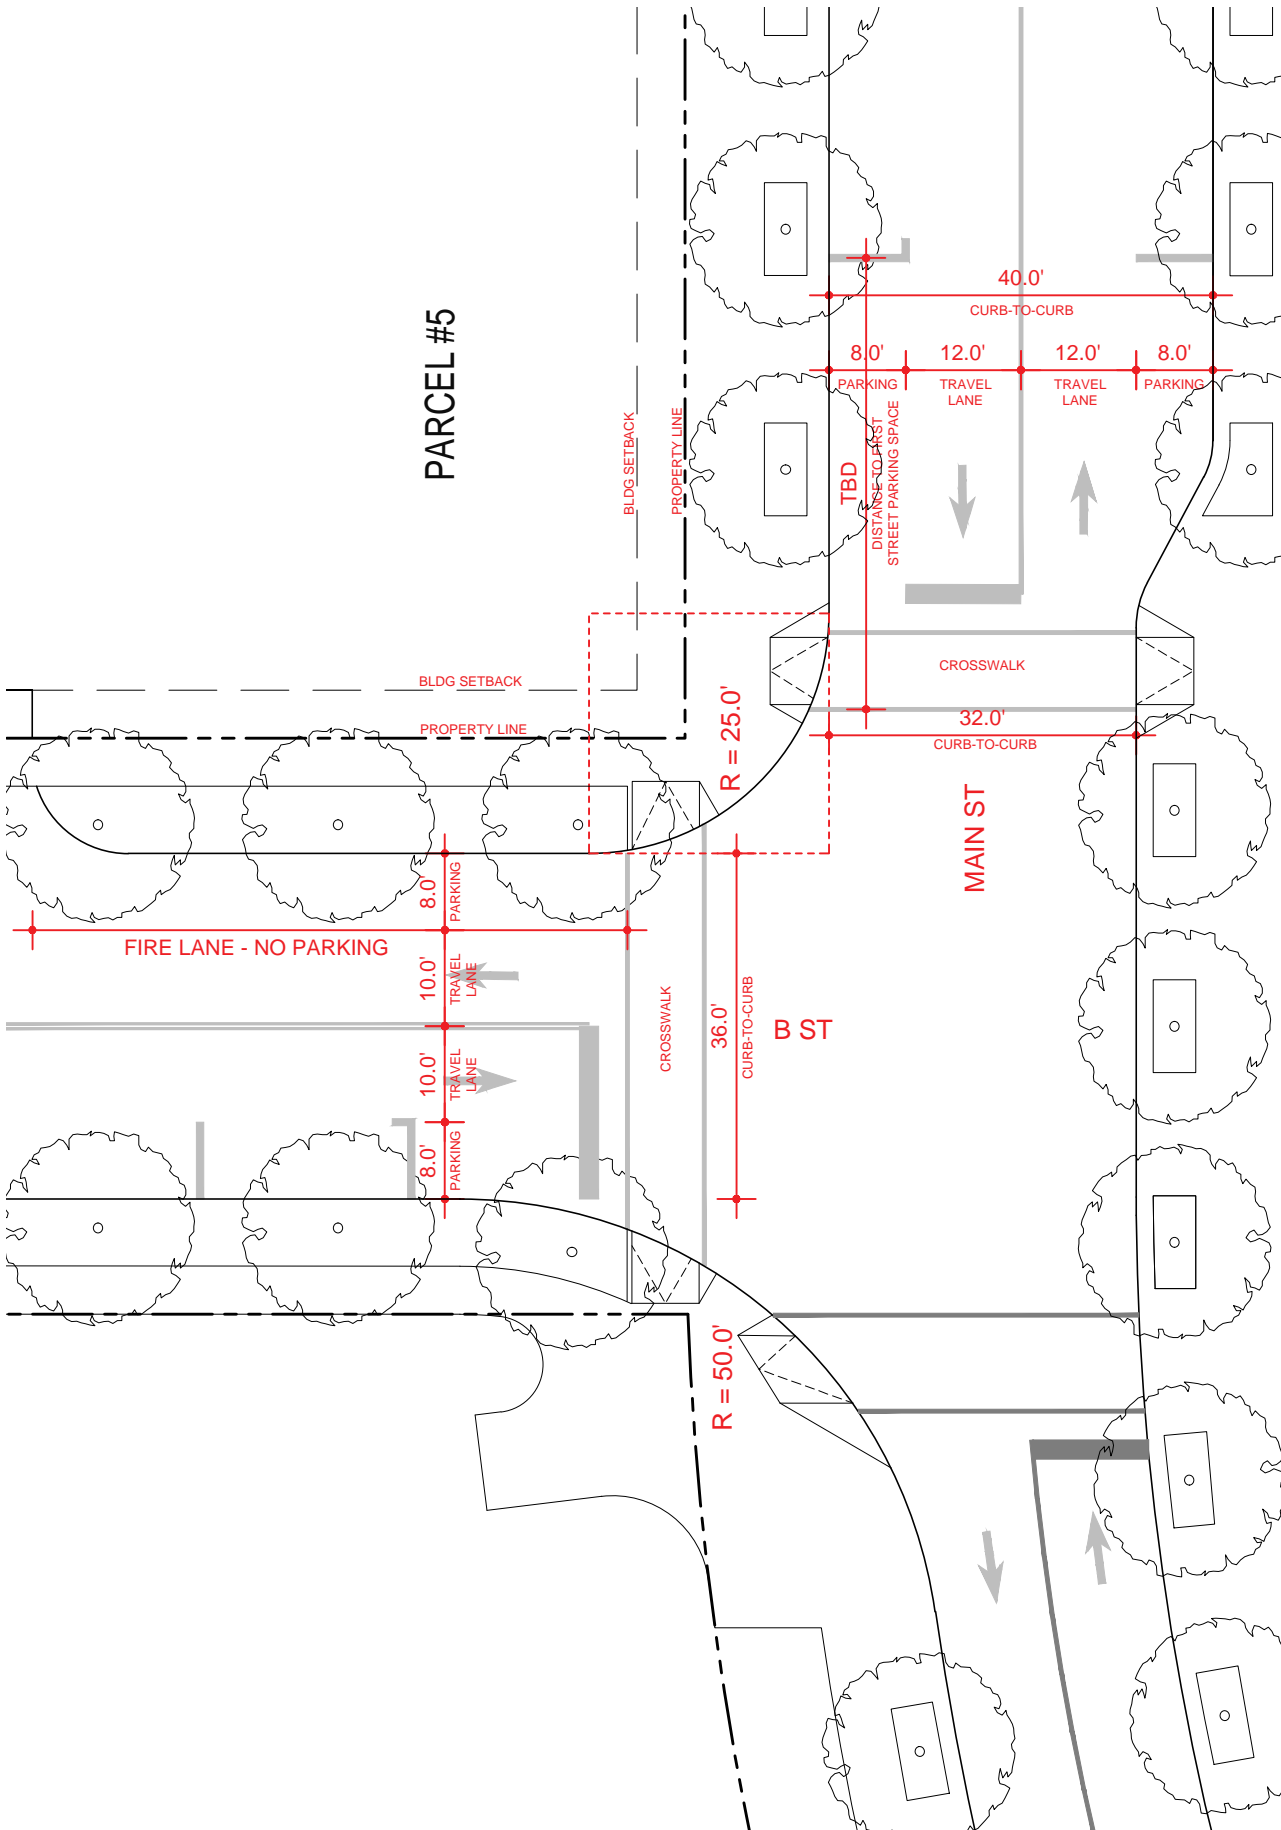 40.0'
CURB-TO-CURB
8.0'
12.0'
12.0'
8.0'
PARKING
TRAVEL
LANE
TRAVEL
LANE
PARKING
PARCEL #5
BLDG SETBACK
PROPERTY LINE
TBD
DISTANCE TO FIRST
STREET PARKING SPACE
CROSSWALK
BLDG SETBACK
PROPERTY LINE
R = 25.0'
32.0'
CURB-TO-CURB
MAIN ST
8.0'
PARKING
FIRE LANE - NO PARKING
10.0'
TRAVEL
LANE
CROSSWALK
36.0'
CURB-TO-CURB
B ST
10.0'
TRAVEL
LANE
8.0'
PARKING
R = 50.0'